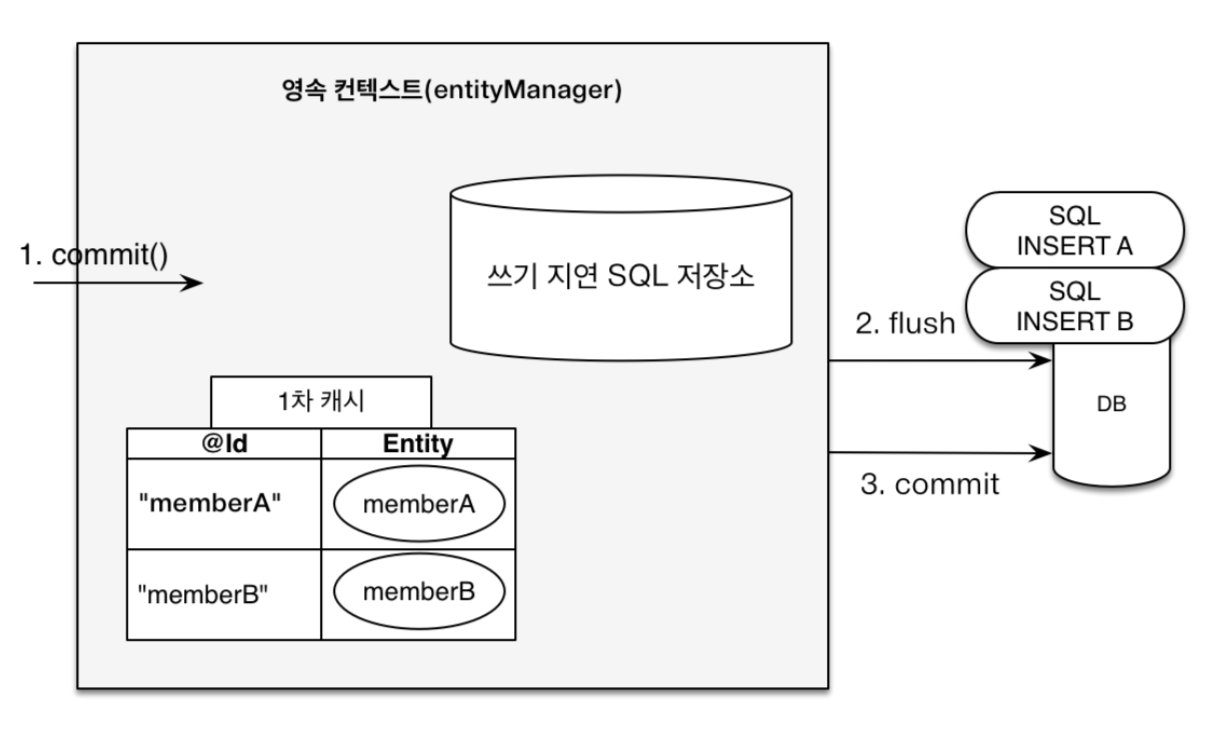 영속 컨텍스트(entityManager)
1. commit()
쓰기 지연 SQL 저장소
SQL
INSERT A
SQL
INSERT B
2. flush
DB
3. commit
1차 캐시
@Id Entity
"memberA" memberA
"memberB" memberB